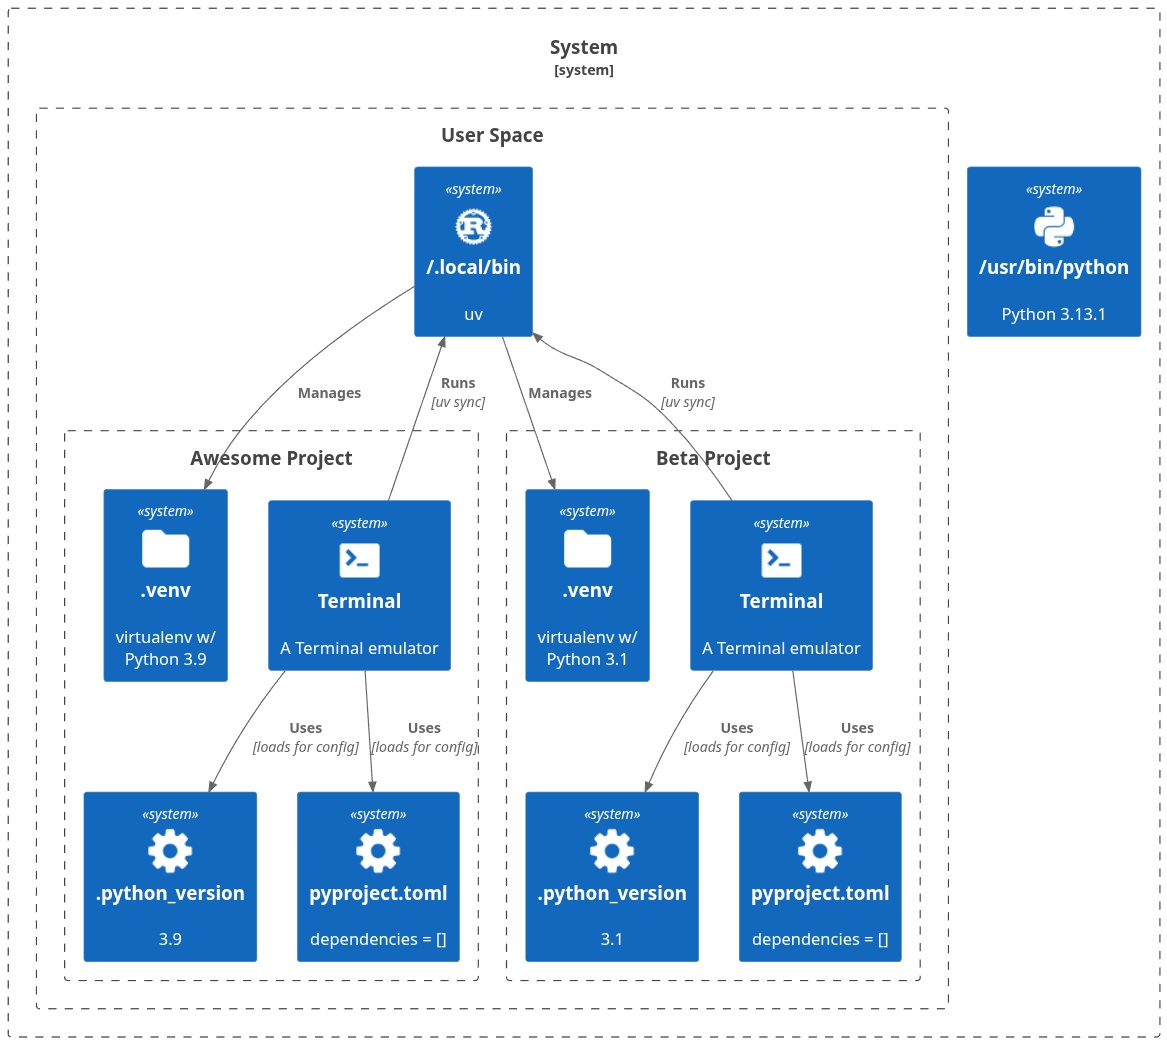 System
[system]
User Space
«system»
/.local/bin
uv
«system»
/usr/bin/python
Python 3.13.1
Manages
Runs
[uv sync]
Manages
Runs
[uv sync]
Awesome Project
«system»
.venv
virtualenv w/
Python 3.9
«system»
Terminal
A Terminal emulator
Uses
[loads for config]
Uses
[loads for config]
«system»
.python_version
3.9
«system»
pyproject.toml
dependencies = []
Beta Project
«system»
.venv
virtualenv w/
Python 3.1
«system»
Terminal
A Terminal emulator
Uses
[loads for config]
Uses
[loads for config]
«system»
.python_version
3.1
«system»
pyproject.toml
dependencies = []